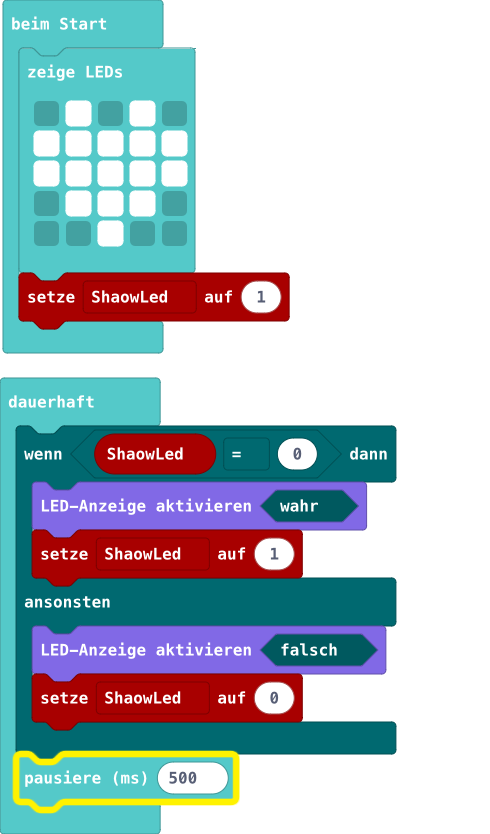 beim Start
zeige LEDs
setze ShaowLed auf 1
dauerhaft
wenn ShaowLed = 0 dann
LED-Anzeige aktivieren wahr
setze ShaowLed auf 1
ansonsten
LED-Anzeige aktivieren falsch
setze ShaowLed auf 0
pausiere (ms) 500